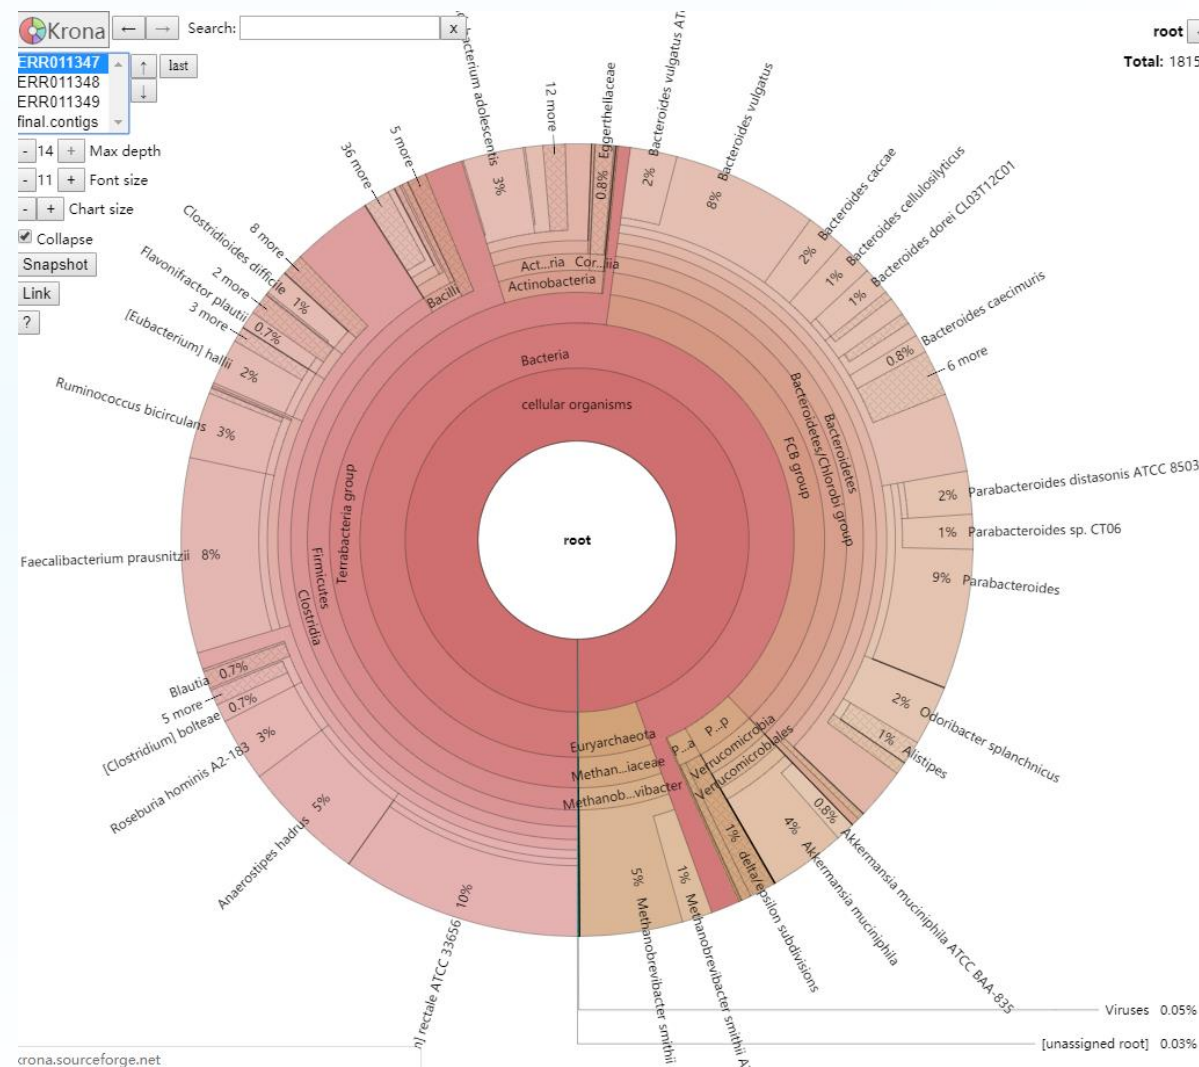 Krona
← → Search: x
ERR011347
ERR011348
ERR011349
final.contigs
↑ last
↓
- 14 + Max depth
- 11 + Font size
- + Chart size
Collapse
Snapshot
Link
?
root
Total: 1815
bacterium adolescentis
3%
12 more
0.8%
Eggerthellaceae
2%
Bacteroides vulgatus
8%
Bacteroides vulgatus
2%
Bacteroides caccae
1%
Bacteroides cellulosilyticus
1%
Bacteroides dorei CL03T12C01
0.8%
Bacteroides caecimuris
6 more
2% Parabacteroides distasonis ATCC 8503
1% Parabacteroides sp. CT06
9% Parabacteroides
2%
Odoribacter splanchnicus
1%
Alistipes
0.8%
Akkermansia muciniphila ATCC BAA-835
4%
Akkermansia muciniphila
1%
delta/epsilon subdivisions
1%
Methanobrevibacter smithii
5%
Methanobrevibacter smithii
10%
rectale ATCC 33656
5%
Anaerostipes hadrus
3%
Roseburia hominis A2-183
0.7%
[Clostridium] bolteae
5 more
0.7%
Blautia
Faecalibacterium prausnitzii 8%
Ruminococcus bicirculans 3%
[Eubacterium] hallii 2%
3 more
0.7%
Flavonifractor plautii
2 more
1%
Clostridioides difficile
8 more
36 more
5 more
Bacilli
Act...ria
Cor...iia
Actinobacteria
Bacteria
cellular organisms
root
Terrabacteria group
Firmicutes
Clostridia
FCB group
Bacteroidetes/Chlorobi group
Bacteroidetes
Euryarchaeota
Methan...iaceae
Methanob...vibacter
P...a
P...p
Verrucomicrobia
Verrucomicrobiales
Viruses 0.05%
[unassigned root] 0.03%
krona.sourceforge.net